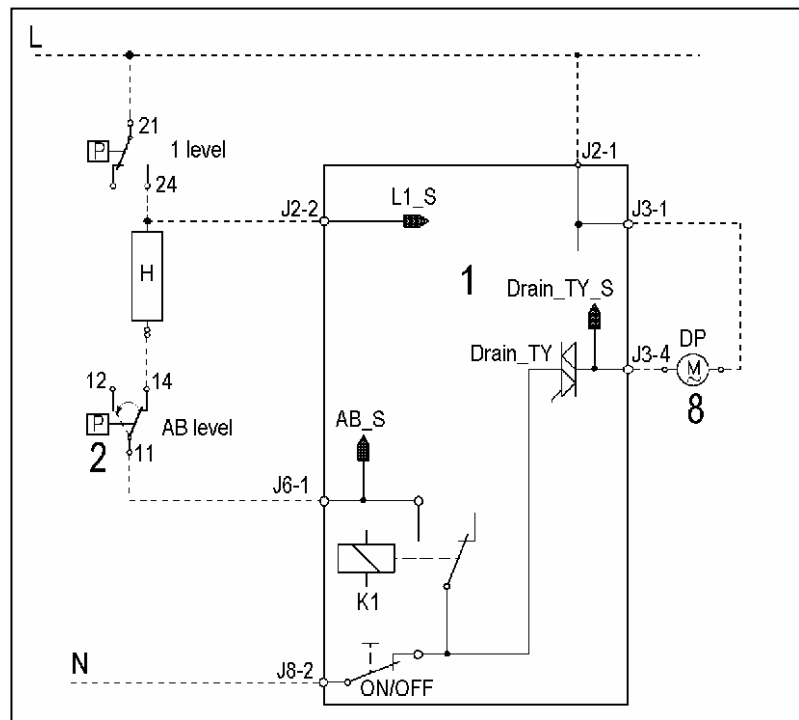 L
21
P
1 level
24
J2-1
J2-2
L1_S
J3-1
H
1
Drain_TY_S
Drain_TY
J3-4
DP
M
8
12
14
P
AB level
2
11
AB_S
J6-1
K1
N
J8-2
ON/OFF